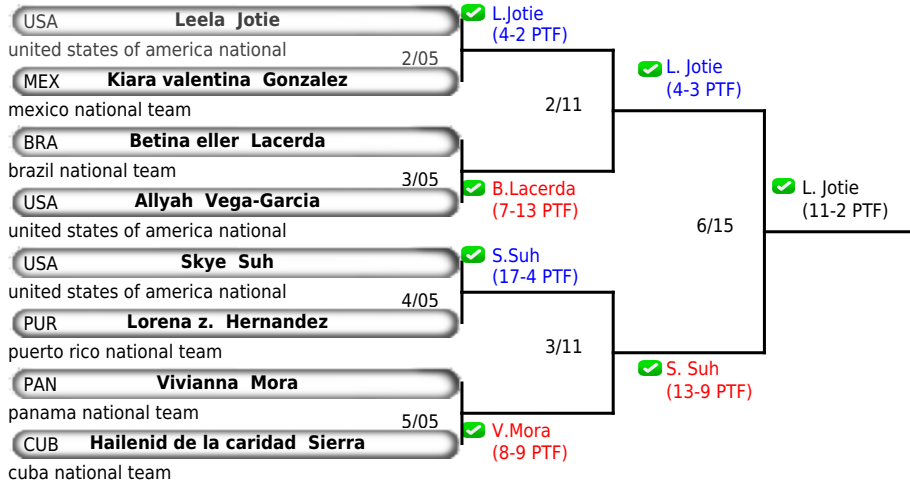 USA Leela Jotie
united states of america national
2/05
MEX Kiara valentina Gonzalez
mexico national team
L.Jotie
(4-2 PTF)
2/11
BRA Betina eller Lacerda
brazil national team
3/05
USA Allyah Vega-Garcia
united states of america national
B.Lacerda
(7-13 PTF)
L. Jotie
(4-3 PTF)
6/15
L. Jotie
(11-2 PTF)
USA Skye Suh
united states of america national
4/05
PUR Lorena z. Hernandez
puerto rico national team
S.Suh
(17-4 PTF)
3/11
PAN Vivianna Mora
panama national team
5/05
CUB Hailenid de la caridad Sierra
cuba national team
V.Mora
(8-9 PTF)
S. Suh
(13-9 PTF)